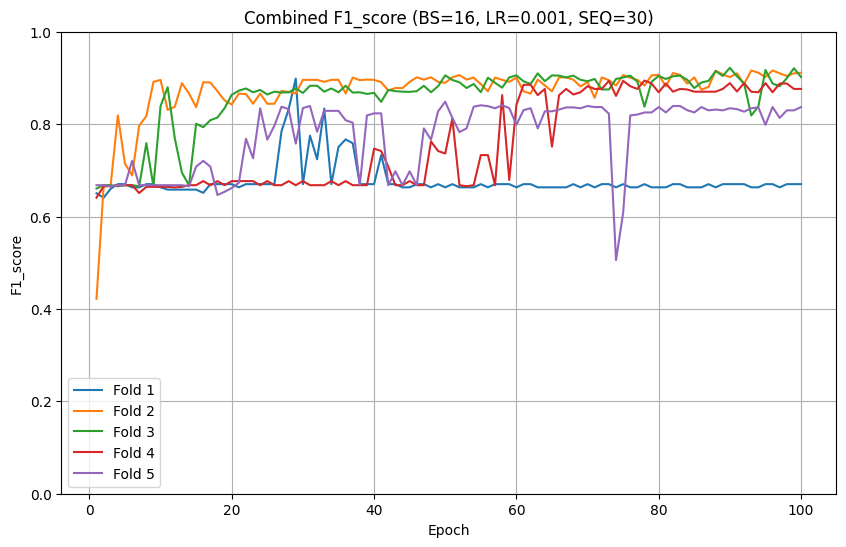 Combined F1_score (BS=16, LR=0.001, SEQ=30)
1.0
0.8
0.6
0.4
0.2
0.0
F1_score
Fold 1
Fold 2
Fold 3
Fold 4
Fold 5
0 20 40 60 80 100
Epoch